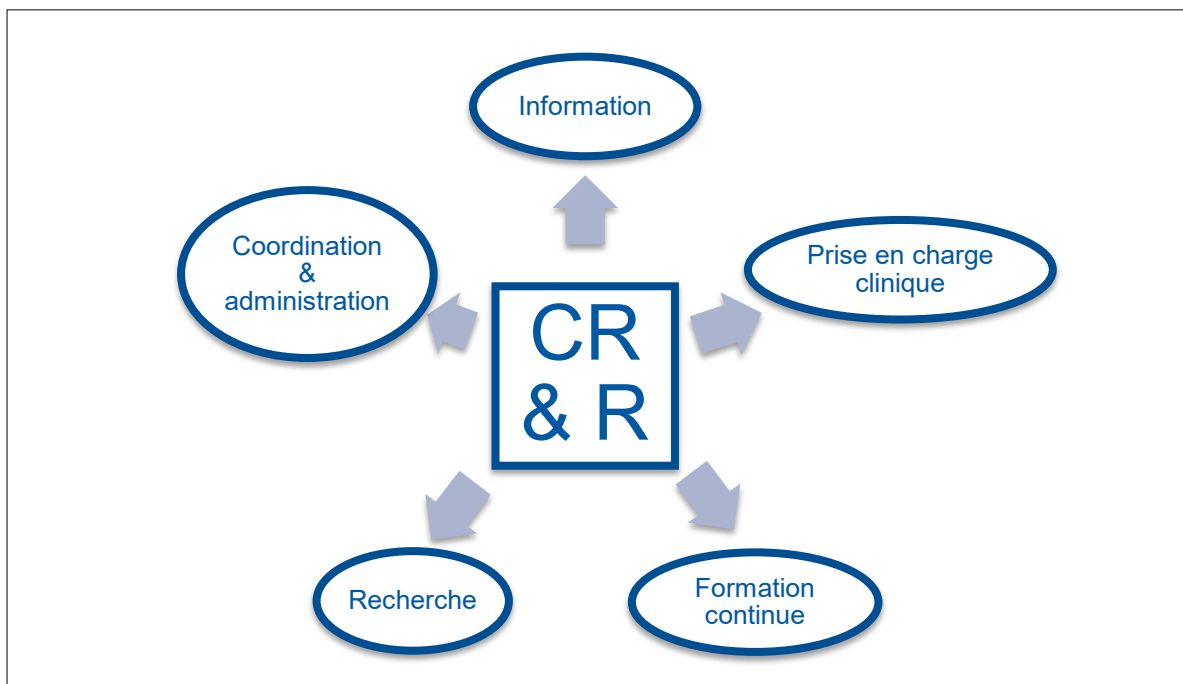 Information
Coordination
&
administration
Prise en charge
clinique
CR
& R
Recherche
Formation
continue